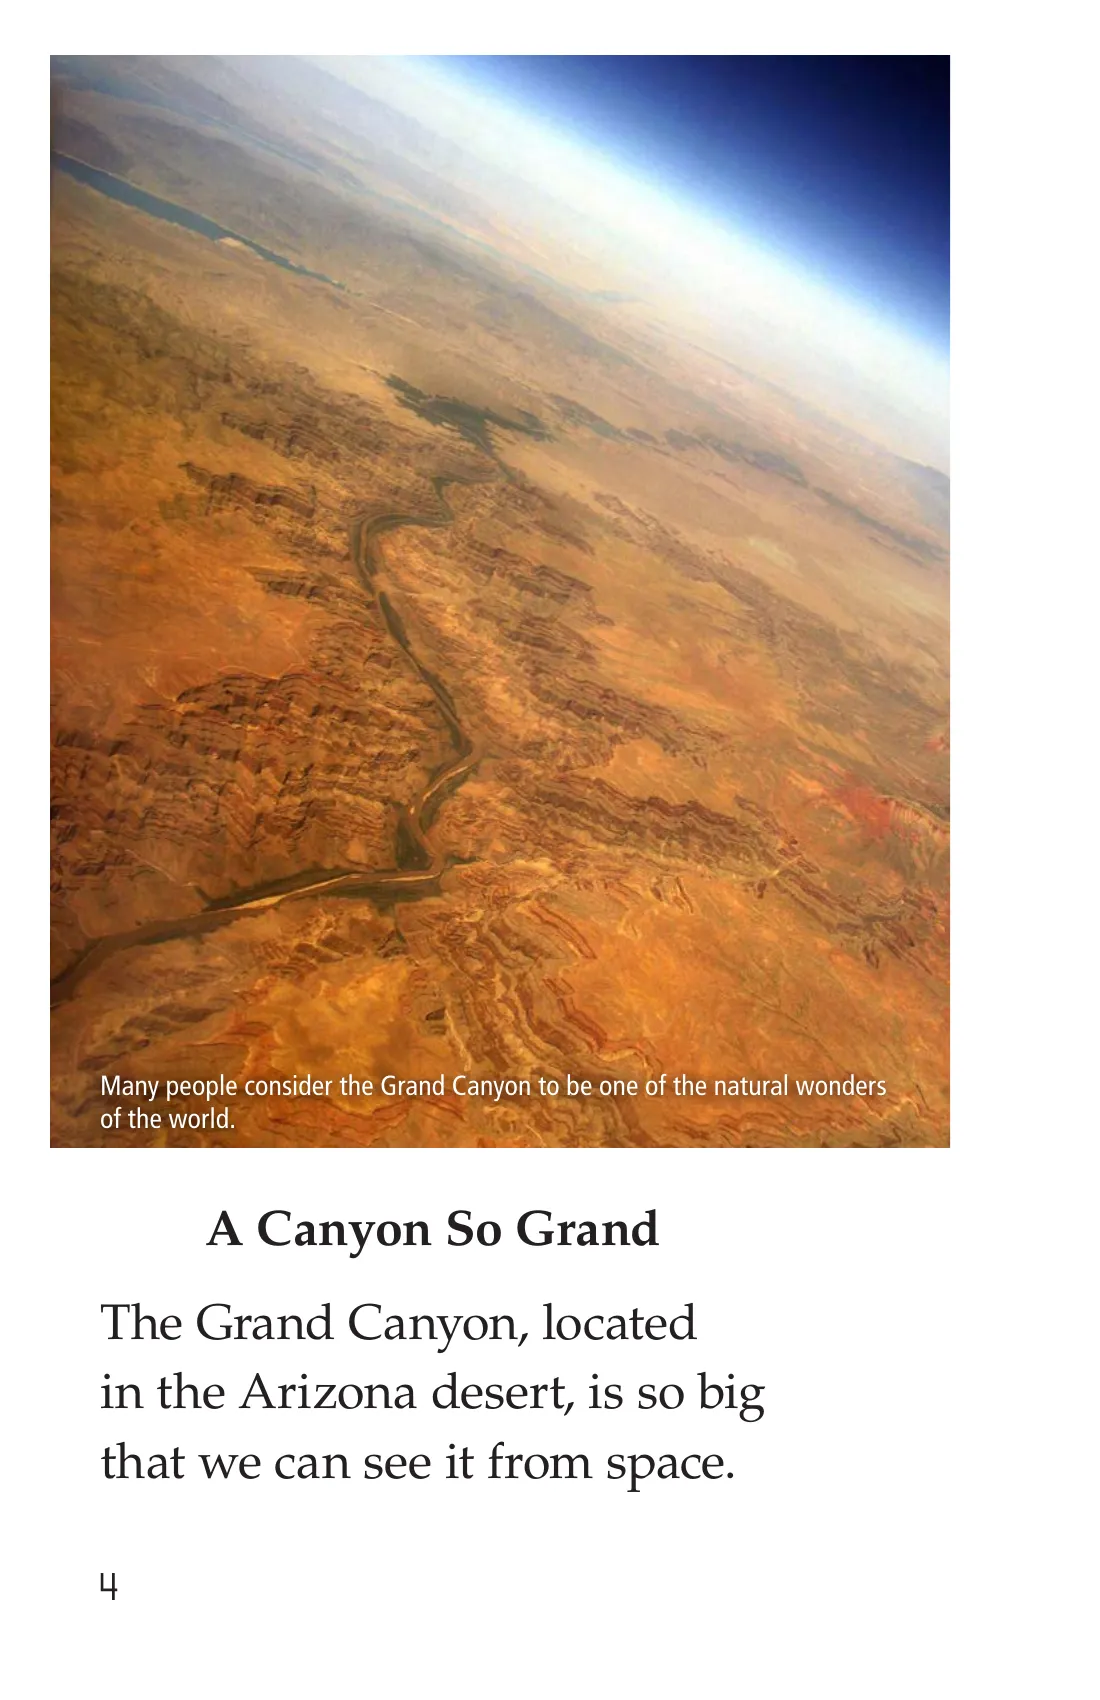 Many people consider the Grand Canyon to be one of the natural wonders
of the world.
A Canyon So Grand
The Grand Canyon, located
in the Arizona desert, is so big
that we can see it from space.
4